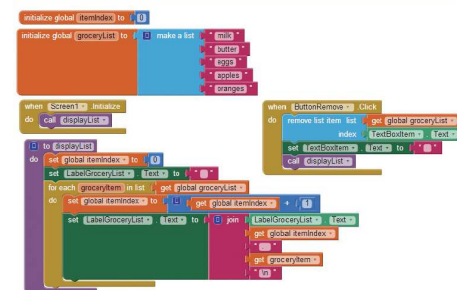 initialize global itemIndex to 0
initialize global groceryList to make a list " milk "
" butter "
" eggs "
" apples "
" oranges "
when Screen1 .Initialize
do call displayList
when ButtonRemove .Click
do remove list item list get global groceryList
index TextBoxItem . Text
set TextBoxItem . Text to " "
call displayList
to displayList
do set global itemIndex to 0
set LabelGroceryList . Text to " "
for each groceryItem in list get global groceryList
do set global itemIndex to get global itemIndex + 1
set LabelGroceryList . Text to join LabelGroceryList . Text
get global itemIndex
get groceryItem
" \n "